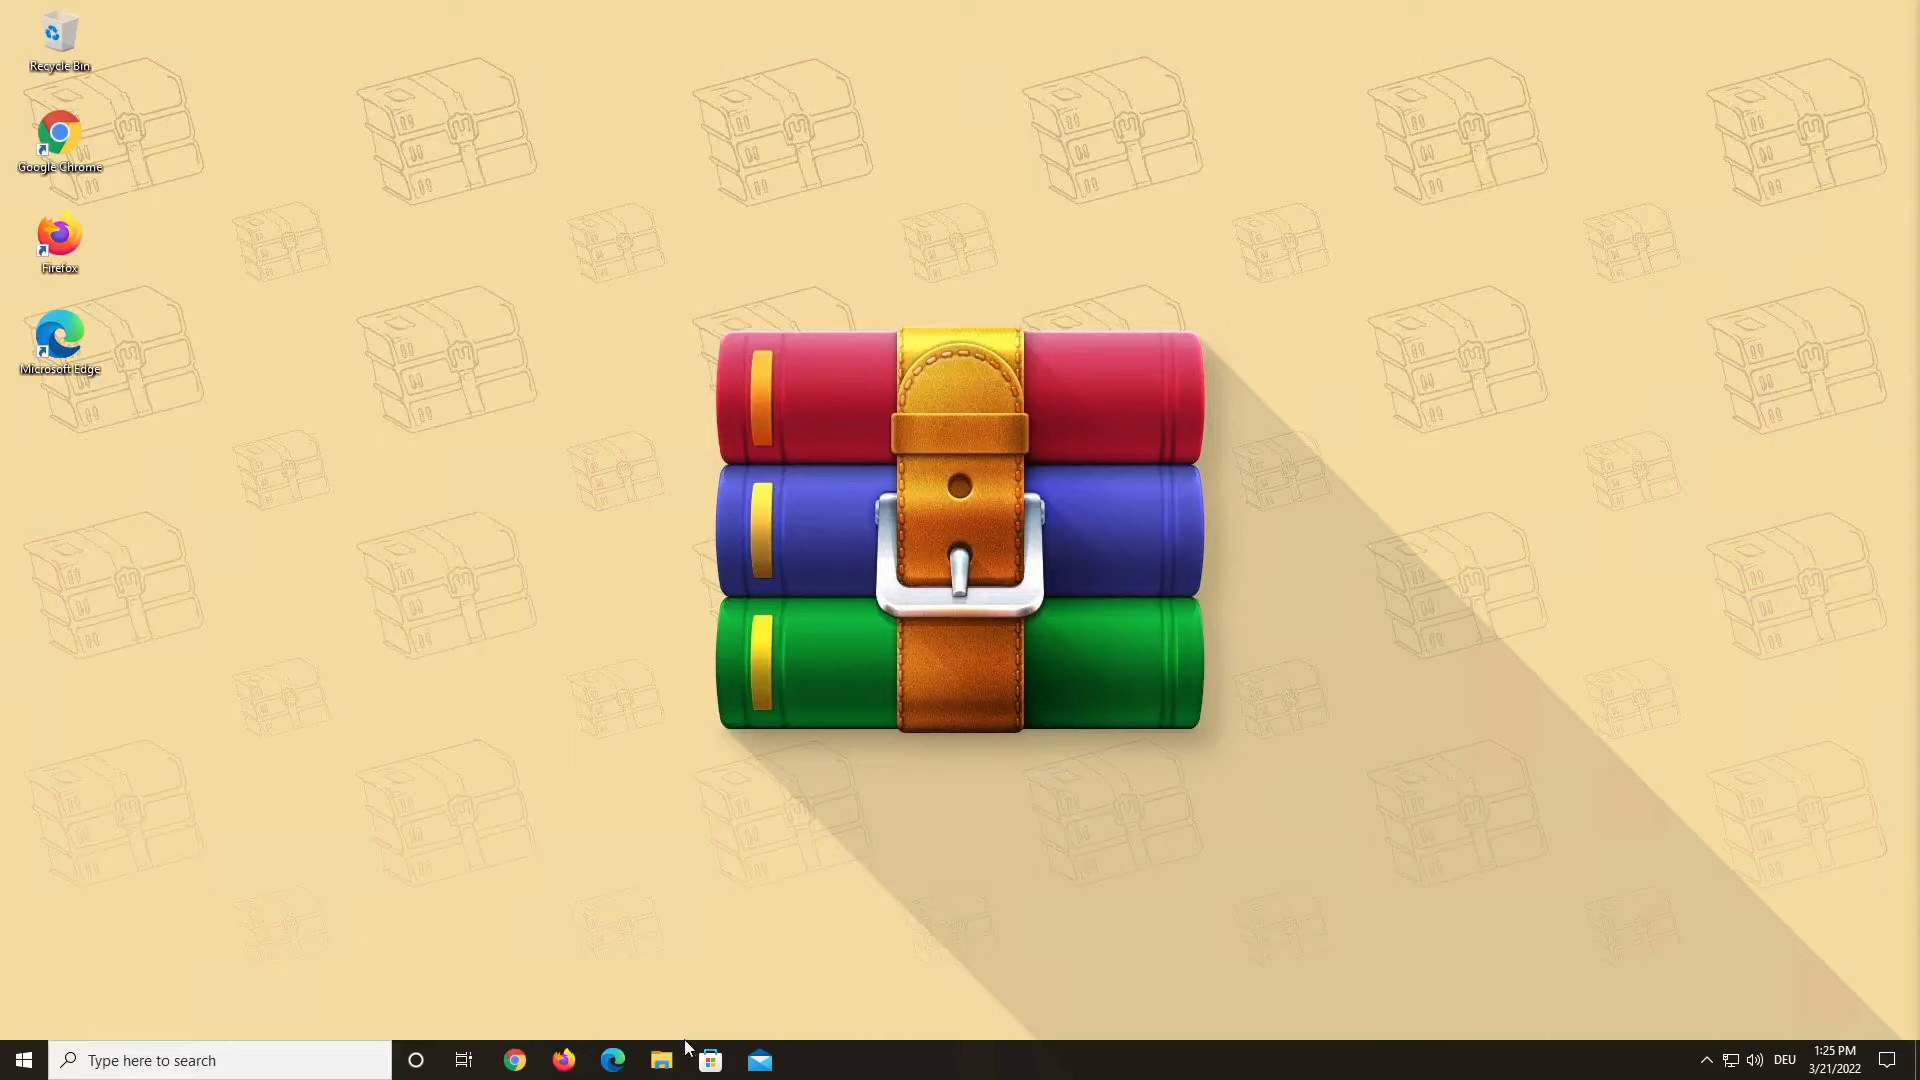 Recycle Bin
Google Chrome
Firefox
Microsoft Edge
Type here to search
DEU
1:25 PM
3/21/2022